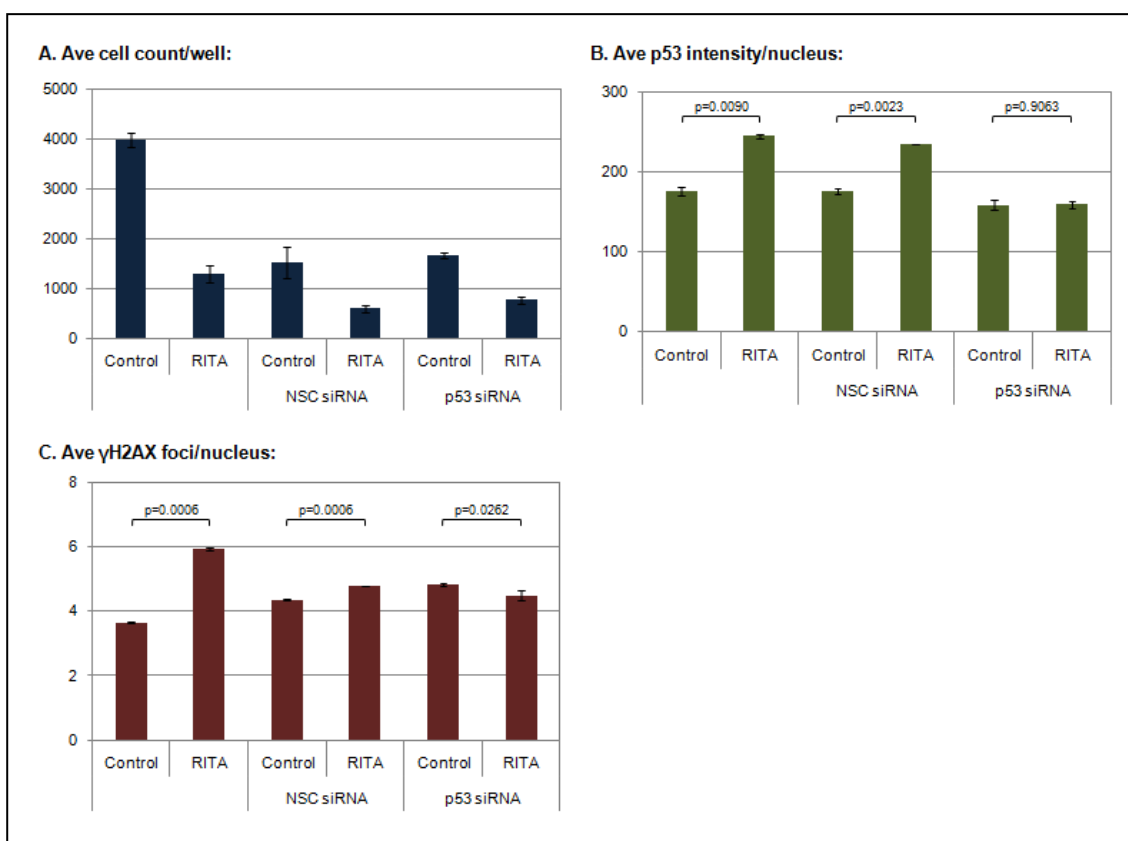 A. Ave cell count/well:
5000
4000
3000
2000
1000
0
Control RITA Control RITA Control RITA
NSC siRNA p53 siRNA
B. Ave p53 intensity/nucleus:
300
200
100
0
p=0.0090 p=0.0023 p=0.9063
Control RITA Control RITA Control RITA
NSC siRNA p53 siRNA
C. Ave γH2AX foci/nucleus:
8
6
4
2
0
p=0.0006 p=0.0006 p=0.0262
Control RITA Control RITA Control RITA
NSC siRNA p53 siRNA